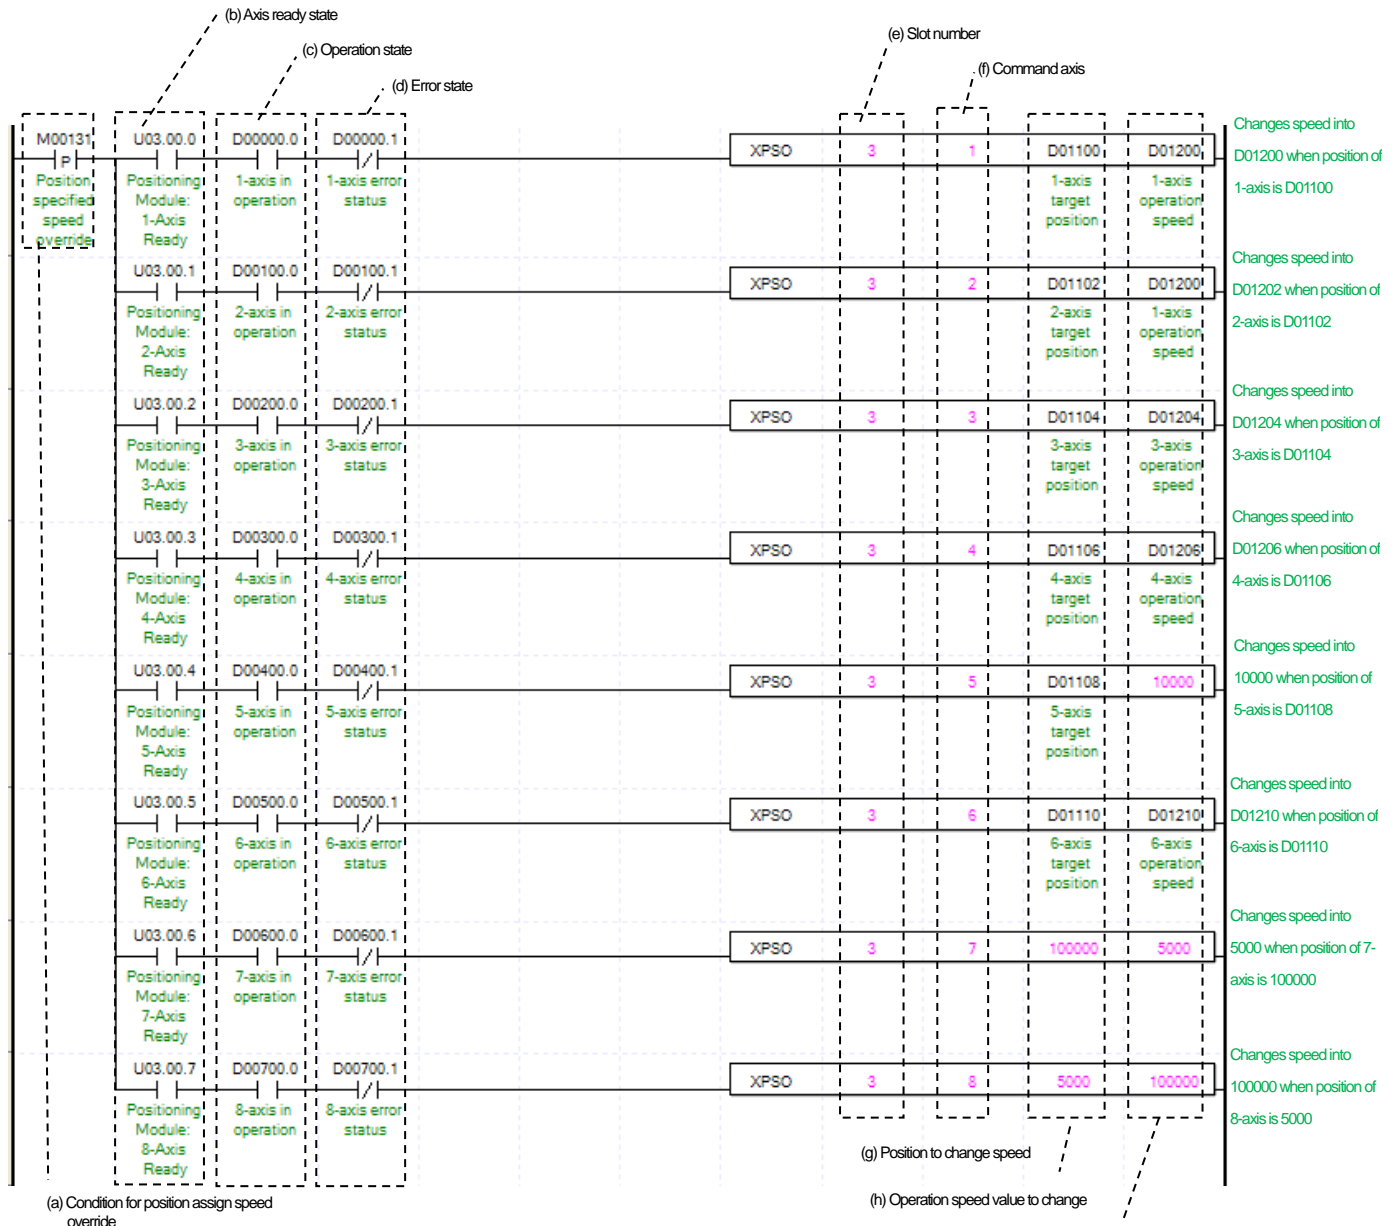 (b) Axis ready state
(c) Operation state
(d) Error state
(e) Slot number
(f) Command axis
M00131
P
Position
specified
speed
override
U03.00.0 D00000.0 D00000.1
Positioning
Module:
1-Axis
Ready
1-axis in
operation
1-axis error
status
XPSO 3 1 D01100 D01200
1-axis
target
position
1-axis
operation
speed
Changes speed into
D01200 when position of
1-axis is D01100
U03.00.1 D00100.0 D00100.1
Positioning
Module:
2-Axis
Ready
2-axis in
operation
2-axis error
status
XPSO 3 2 D01102 D01200
2-axis
target
position
1-axis
operation
speed
Changes speed into
D01202 when position of
2-axis is D01102
U03.00.2 D00200.0 D00200.1
Positioning
Module:
3-Axis
Ready
3-axis in
operation
3-axis error
status
XPSO 3 3 D01104 D01204
3-axis
target
position
3-axis
operation
speed
Changes speed into
D01204 when position of
3-axis is D01104
U03.00.3 D00300.0 D00300.1
Positioning
Module:
4-Axis
Ready
4-axis in
operation
4-axis error
status
XPSO 3 4 D01106 D01206
4-axis
target
position
4-axis
operation
speed
Changes speed into
D01206 when position of
4-axis is D01106
U03.00.4 D00400.0 D00400.1
Positioning
Module:
5-Axis
Ready
5-axis in
operation
5-axis error
status
XPSO 3 5 D01108 10000
5-axis
target
position
Changes speed into
10000 when position of
5-axis is D01108
U03.00.5 D00500.0 D00500.1
Positioning
Module:
6-Axis
Ready
6-axis in
operation
6-axis error
status
XPSO 3 6 D01110 D01210
6-axis
target
position
6-axis
operation
speed
Changes speed into
D01210 when position of
6-axis is D01110
U03.00.6 D00600.0 D00600.1
Positioning
Module:
7-Axis
Ready
7-axis in
operation
7-axis error
status
XPSO 3 7 100000 5000
Changes speed into
5000 when position of 7-
axis is 100000
U03.00.7 D00700.0 D00700.1
Positioning
Module:
8-Axis
Ready
8-axis in
operation
8-axis error
status
XPSO 3 8 5000 100000
Changes speed into
100000 when position of
8-axis is 5000
(g) Position to change speed
(h) Operation speed value to change
(a) Condition for position assign speed
override